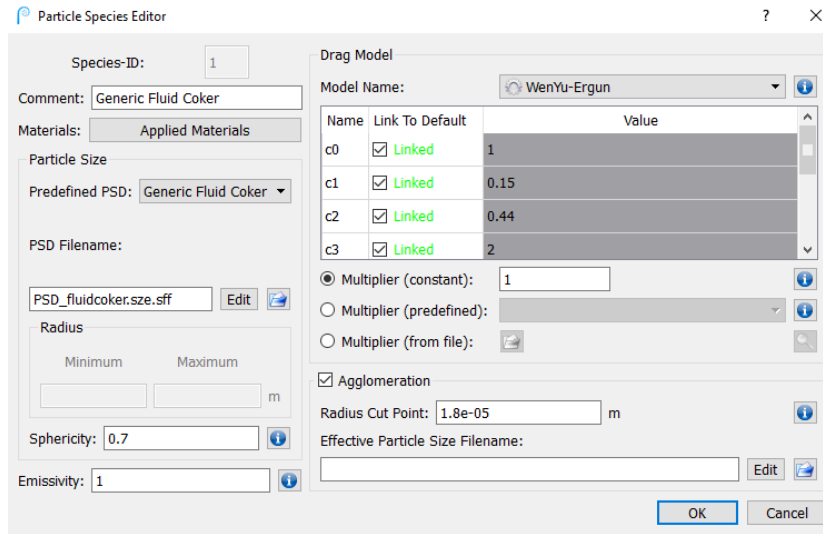 Particle Species Editor
?
Species-ID: 1
Comment: Generic Fluid Coker
Materials: Applied Materials
Particle Size
Predefined PSD: Generic Fluid Coker
PSD Filename:
PSD_fluidcoker.sze.sff Edit
Radius
Minimum Maximum
m
Sphericity: 0.7
Emissivity: 1
Drag Model
Model Name: WenYu-Ergun
Name Link To Default Value
c0 Linked 1
c1 Linked 0.15
c2 Linked 0.44
c3 Linked 2
Multiplier (constant): 1
Multiplier (predefined):
Multiplier (from file):
Agglomeration
Radius Cut Point: 1.8e-05 m
Effective Particle Size Filename:
Edit
OK Cancel